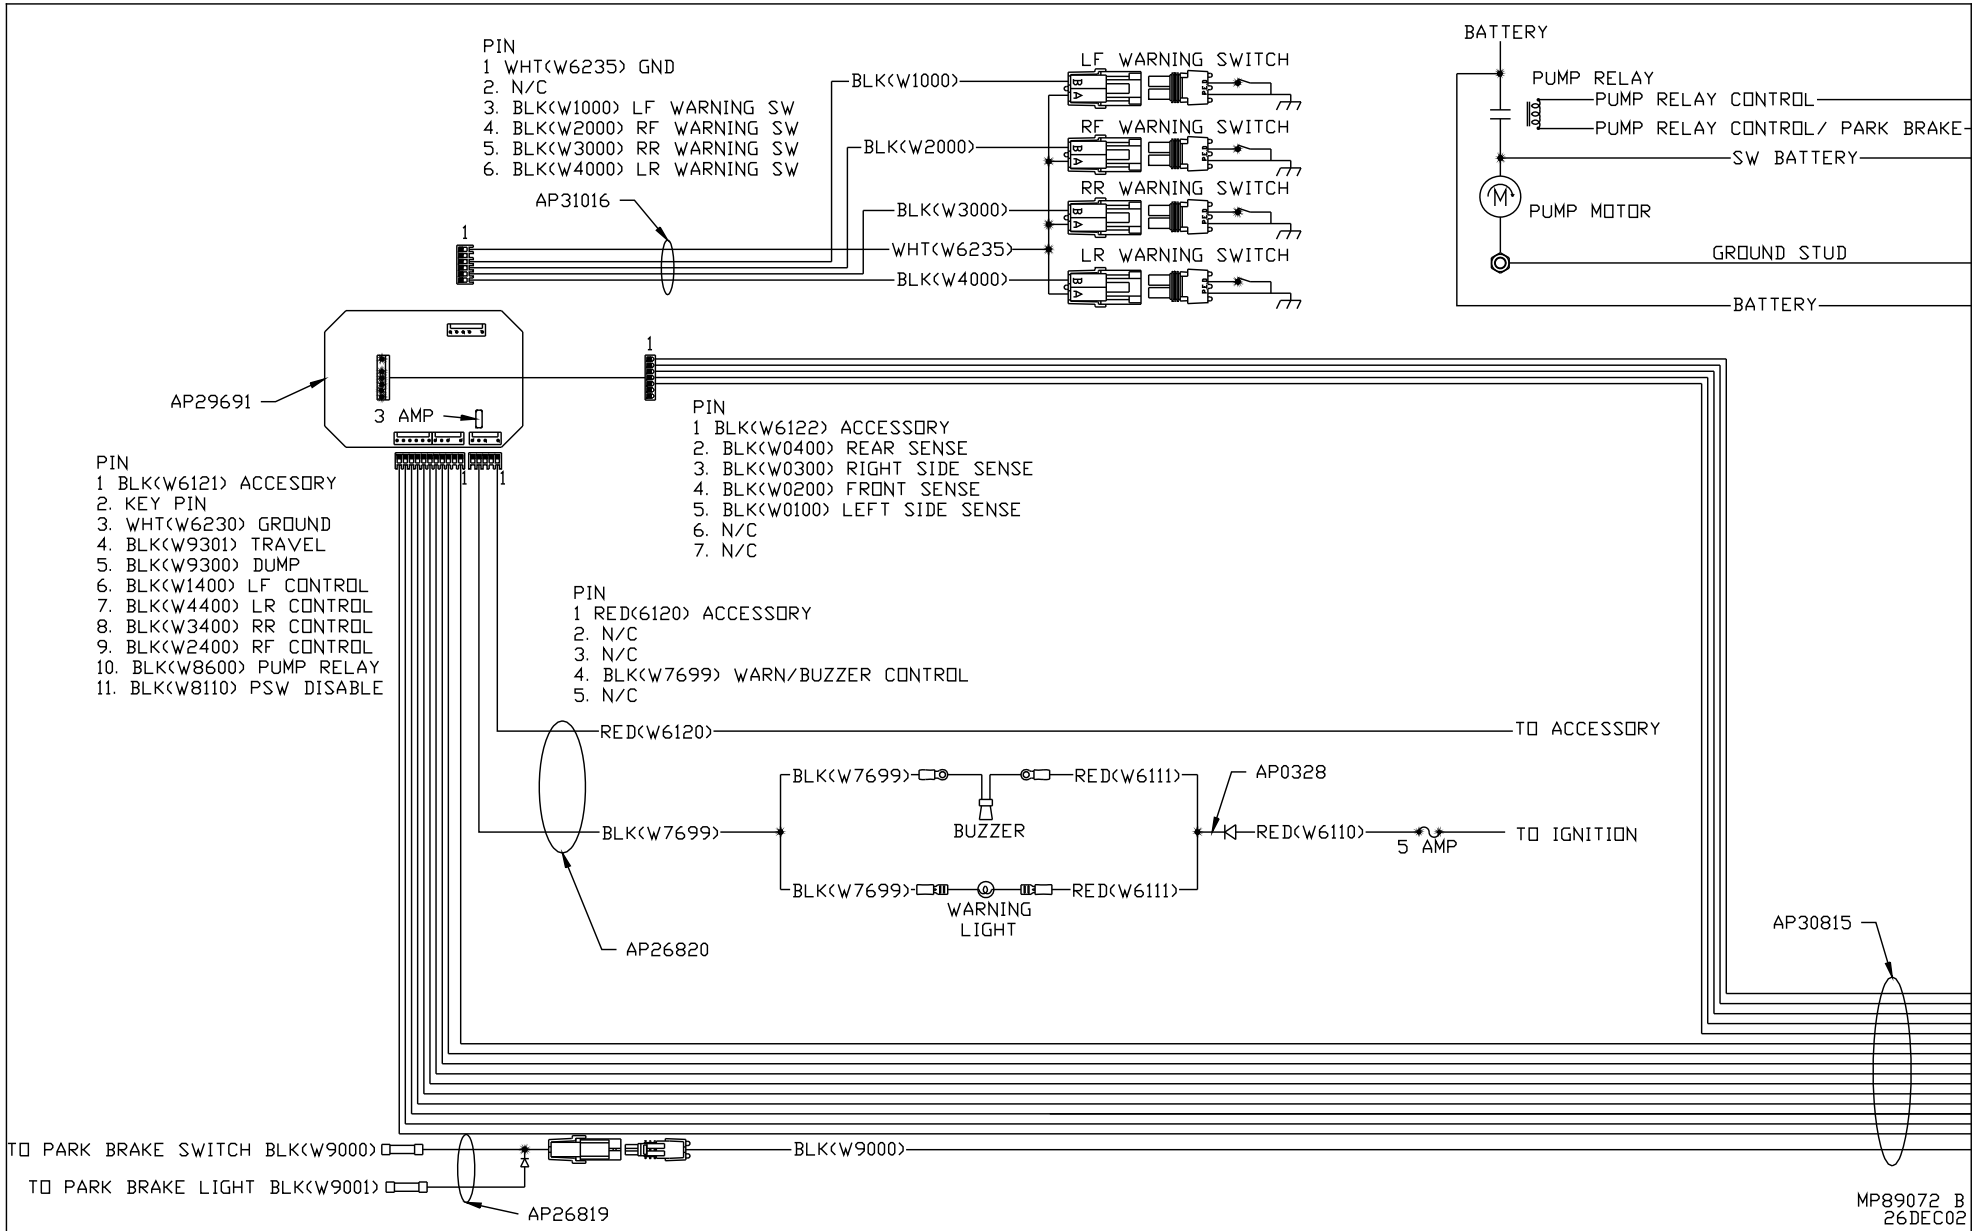 PIN
1 WHT(W6235) GND
2. N/C
3. BLK(W1000) LF WARNING SW
4. BLK(W2000) RF WARNING SW
5. BLK(W3000) RR WARNING SW
6. BLK(W4000) LR WARNING SW
AP31016
1
BLK(W1000)
BLK(W2000)
BLK(W3000)
WHT(W6235)
BLK(W4000)
LF WARNING SWITCH
B
A
RF WARNING SWITCH
B
A
RR WARNING SWITCH
B
A
LR WARNING SWITCH
B
A
BATTERY
PUMP RELAY
PUMP RELAY CONTROL
PUMP RELAY CONTROL/ PARK BRAKE
SW BATTERY
M
PUMP MOTOR
GROUND STUD
BATTERY
AP29691
3 AMP
1
1
1
PIN
1 BLK(W6122) ACCESSORY
2. BLK(W0400) REAR SENSE
3. BLK(W0300) RIGHT SIDE SENSE
4. BLK(W0200) FRONT SENSE
5. BLK(W0100) LEFT SIDE SENSE
6. N/C
7. N/C
PIN
1 BLK(W6121) ACCESORY
2. KEY PIN
3. WHT(W6230) GROUND
4. BLK(W9301) TRAVEL
5. BLK(W9300) DUMP
6. BLK(W1400) LF CONTROL
7. BLK(W4400) LR CONTROL
8. BLK(W3400) RR CONTROL
9. BLK(W2400) RF CONTROL
10. BLK(W8600) PUMP RELAY
11. BLK(W8110) PSW DISABLE
PIN
1 RED(6120) ACCESSORY
2. N/C
3. N/C
4. BLK(W7699) WARN/BUZZER CONTROL
5. N/C
RED(W6120)
TO ACCESSORY
BLK(W7699)
RED(W6111)
AP0328
BUZZER
BLK(W7699)
RED(W6110)
5 AMP
TO IGNITION
BLK(W7699)
RED(W6111)
WARNING
LIGHT
AP26820
AP30815
TO PARK BRAKE SWITCH BLK(W9000)
BLK(W9000)
TO PARK BRAKE LIGHT BLK(W9001)
AP26819
MP89072 B
26DEC02